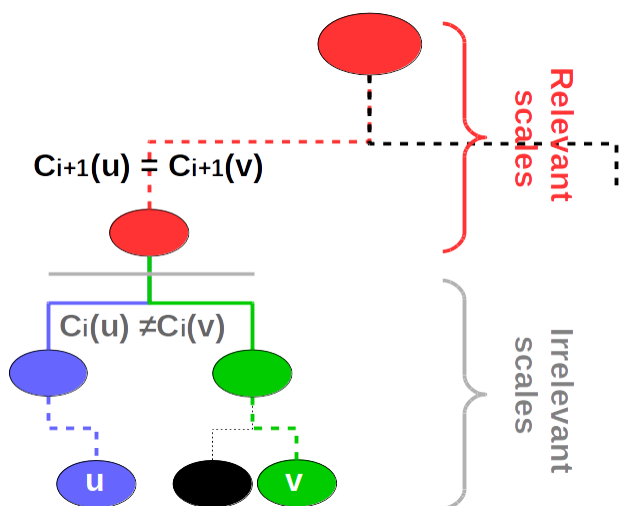 Relevant
scales
Ci+1(u) = Ci+1(v)
Ci(u) ≠Ci(v)
Irrelevant
scales
u
v